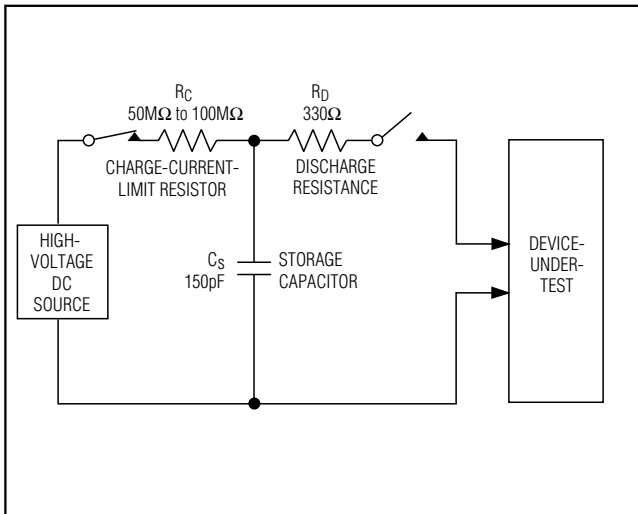 R_C
50MΩ to 100MΩ
CHARGE-CURRENT-
LIMIT RESISTOR
R_D
330Ω
DISCHARGE
RESISTANCE
HIGH-
VOLTAGE
DC
SOURCE
C_S
150pF
STORAGE
CAPACITOR
DEVICE-
UNDER-
TEST